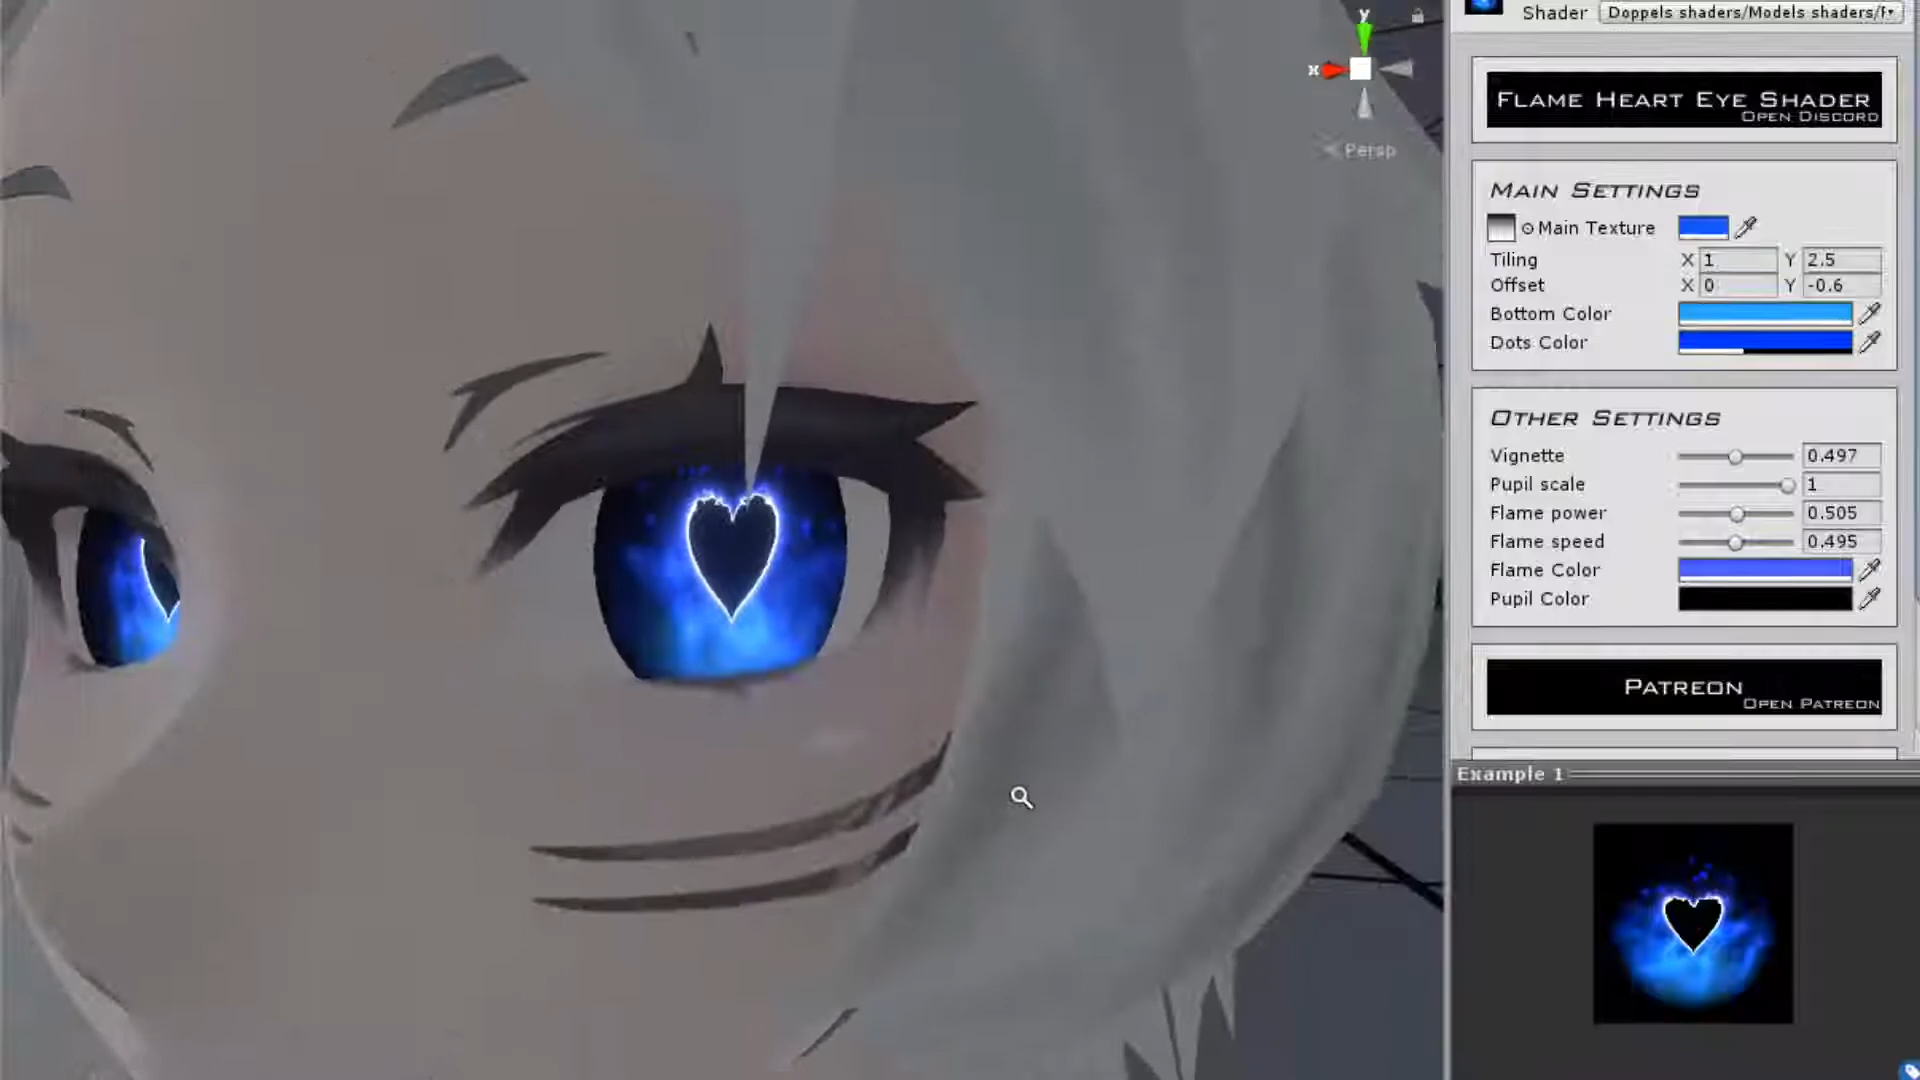 y
x
Persp
Shader Doppels shaders/Models shaders/
FLAME HEART EYE SHADER
OPEN DISCORD
MAIN SETTINGS
Main Texture
Tiling X 1 Y 2.5
Offset X 0 Y -0.6
Bottom Color
Dots Color
OTHER SETTINGS
Vignette 0.497
Pupil scale 1
Flame power 0.505
Flame speed 0.495
Flame Color
Pupil Color
PATREON
OPEN PATREON
Example 1